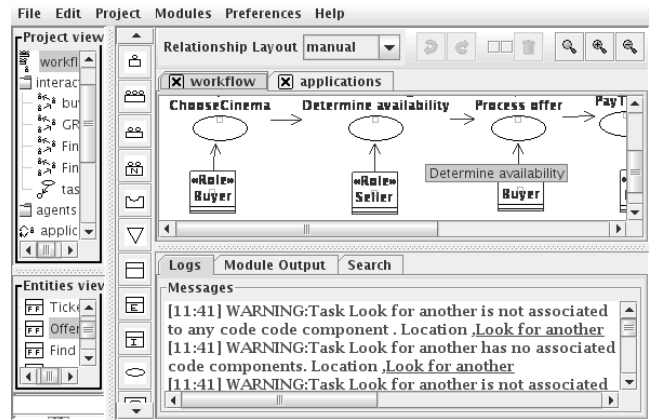 File Edit Project Modules Preferences Help
Project view
workfl
interac
bu
GR
Fin
Fin
tas
agents
applic
Entities view
F F Ticke
F F Offer
F F Find
Relationship Layout manual
workflow applications
ChooseCinema Determine availability Process offer PayT
«Role» Buyer
«Role» Seller
Determine availability
Buyer
N
E
I
Logs Module Output Search
Messages
[11:41] WARNING:Task Look for another is not associated
to any code code component . Location ,Look for another
[11:41] WARNING:Task Look for another has no associated
code components. Location ,Look for another
[11:41] WARNING:Task Look for another is not associated